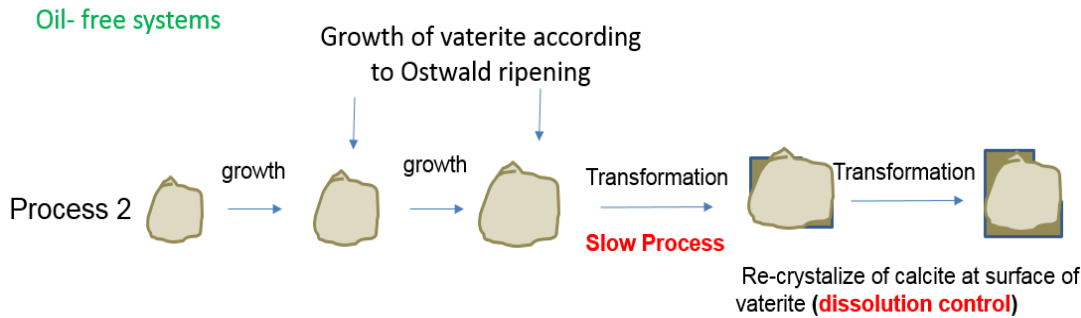 Oil- free systems
Growth of vaterite according
to Ostwald ripening
growth
growth
Transformation
Transformation
Process 2
Slow Process
Re-crystalize of calcite at surface of
vaterite (dissolution control)